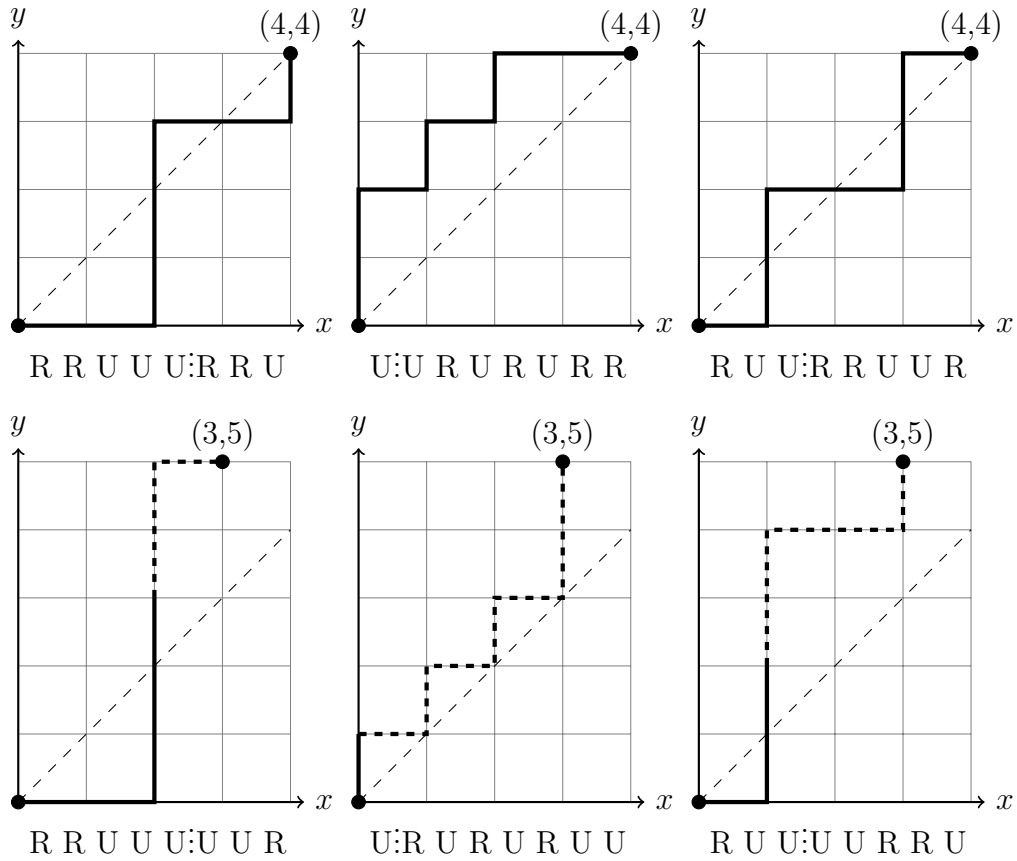 y
(4,4)
x
R R U U U⋮R R U
y
(4,4)
x
U⋮U R U R U R R
y
(4,4)
x
R U U⋮R R U U R
y
(3,5)
x
R R U U U⋮U U R
y
(3,5)
x
U⋮R U R U R U U
y
(3,5)
x
R U U⋮U U R R U